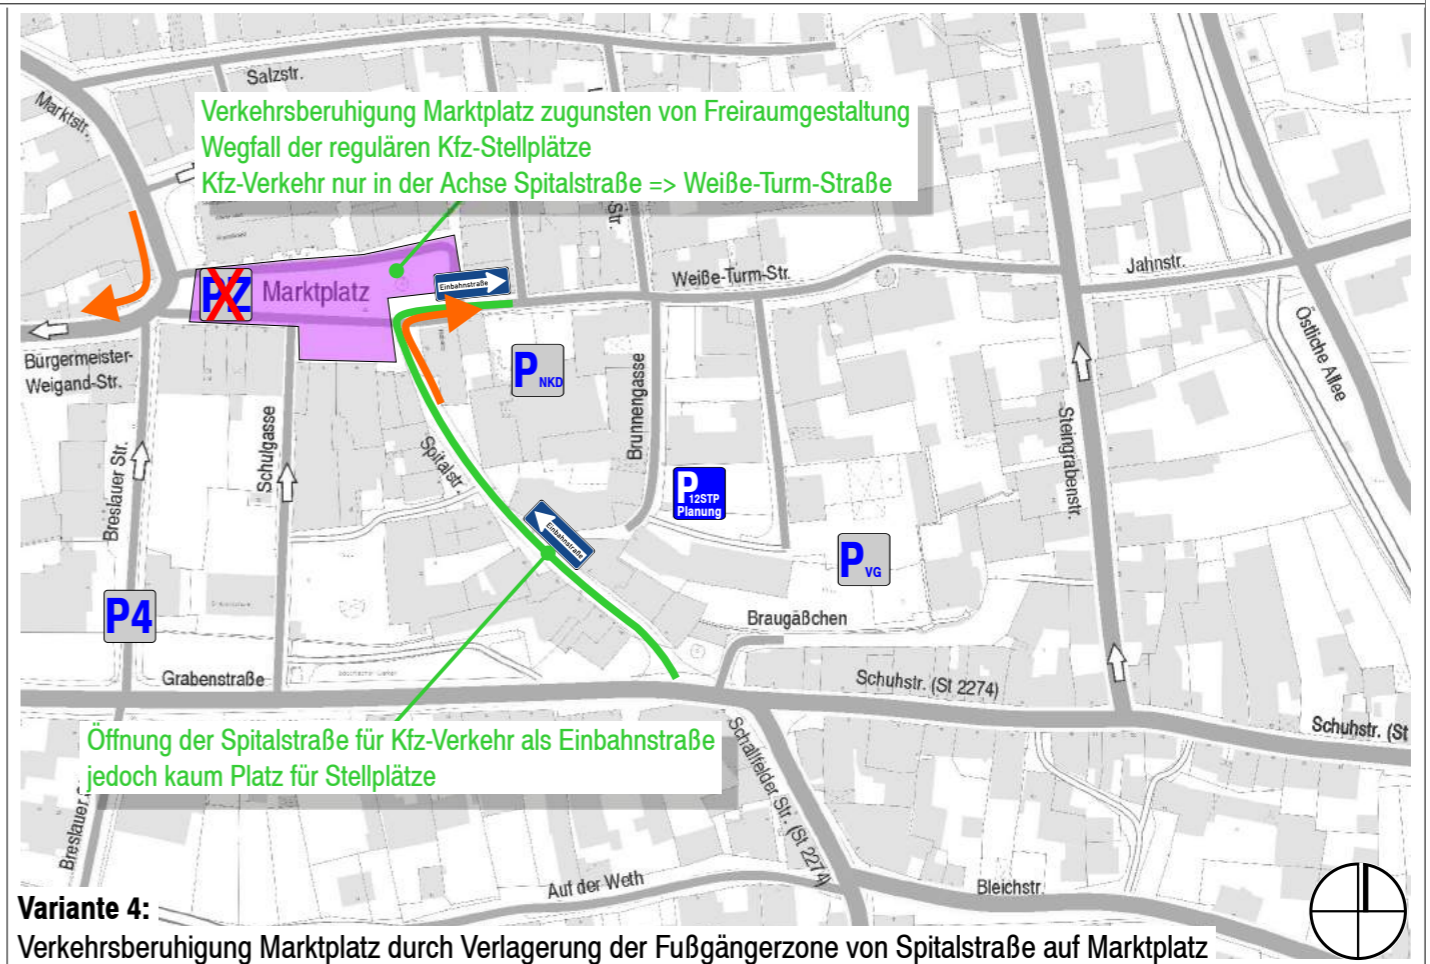 Salzstr.
Marktstr.
Verkehrsberuhigung Marktplatz zugunsten von Freiraumgestaltung
Wegfall der regulären Kfz-Stellplätze
Kfz-Verkehr nur in der Achse Spitalstraße => Weiße-Turm-Straße
Str.
Weiße-Turm-Str.
Jahnstr.
Einbahnstraße
PZ
Marktplatz
Östliche Allee
Bürgermeister-
Weigand-Str.
P NKD
Brunnengasse
Steingrabenstr.
Breslauer Str.
Schulgasse
Spitalstr.
P 12STP
Planung
Einbahnstraße
P VG
P4
Braugäßchen
Grabenstraße
Schuhstr. (St 2274)
Schuhstr. (St
Öffnung der Spitalstraße für Kfz-Verkehr als Einbahnstraße
jedoch kaum Platz für Stellplätze
Schallfelder Str. (St 2274)
Breslauer
Auf der Weth
Bleichstr.
Variante 4:
Verkehrsberuhigung Marktplatz durch Verlagerung der Fußgängerzone von Spitalstraße auf Marktplatz